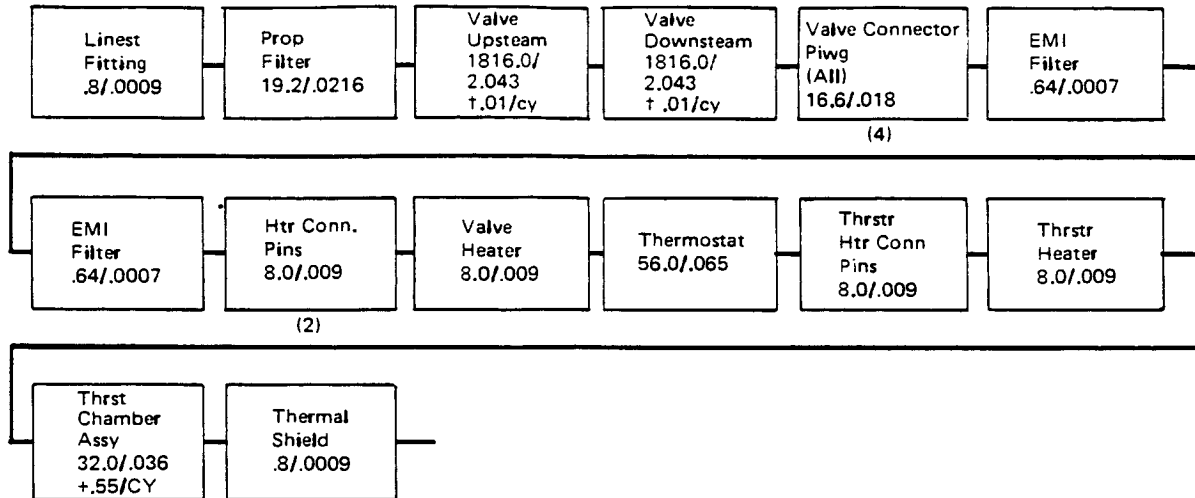 Linest
Fitting
.8/.0009
Prop
Filter
19.2/.0216
Valve
Upsteam
1816.0/
2.043
† .01/cy
Valve
Downsteam
1816.0/
2.043
† .01/cy
Valve Connector
Piwg
(All)
16.6/.018
(4)
EMI
Filter
.64/.0007
EMI
Filter
.64/.0007
Htr Conn.
Pins
8.0/.009
(2)
Valve
Heater
8.0/.009
Thermostat
56.0/.065
Thrstr
Htr Conn
Pins
8.0/.009
Thrstr
Heater
8.0/.009
Thrst
Chamber
Assy
32.0/.036
+.55/CY
Thermal
Shield
.8/.0009